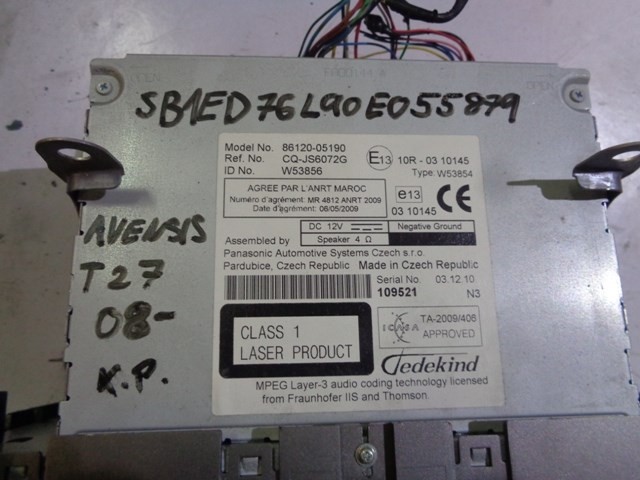 SB1ED76L90E055879
Model No. 86120-05190
Ref. No. CQ-JS6072G
ID No. W53856
E13 10R - 03 10145
Type: W53854
AGREE PAR L'ANRT MAROC
Numéro d'agrément: MR 4812 ANRT 2009
Date d'agrément: 06/05/2009
e13
03 10145
CE
DC 12V
Negative Ground
Speaker 4 Ω
Assembled by
Panasonic Automotive Systems Czech s.r.o.
Pardubice, Czech Republic Made in Czech Republic
Serial No 03.12.10
109521 N3
CLASS 1
LASER PRODUCT
ICASA
TA-2009/406
APPROVED
Jedekind
MPEG Layer-3 audio coding technology licensed
from Fraunhofer IIS and Thomson.
AVENSIS
T27
08-
K.P.